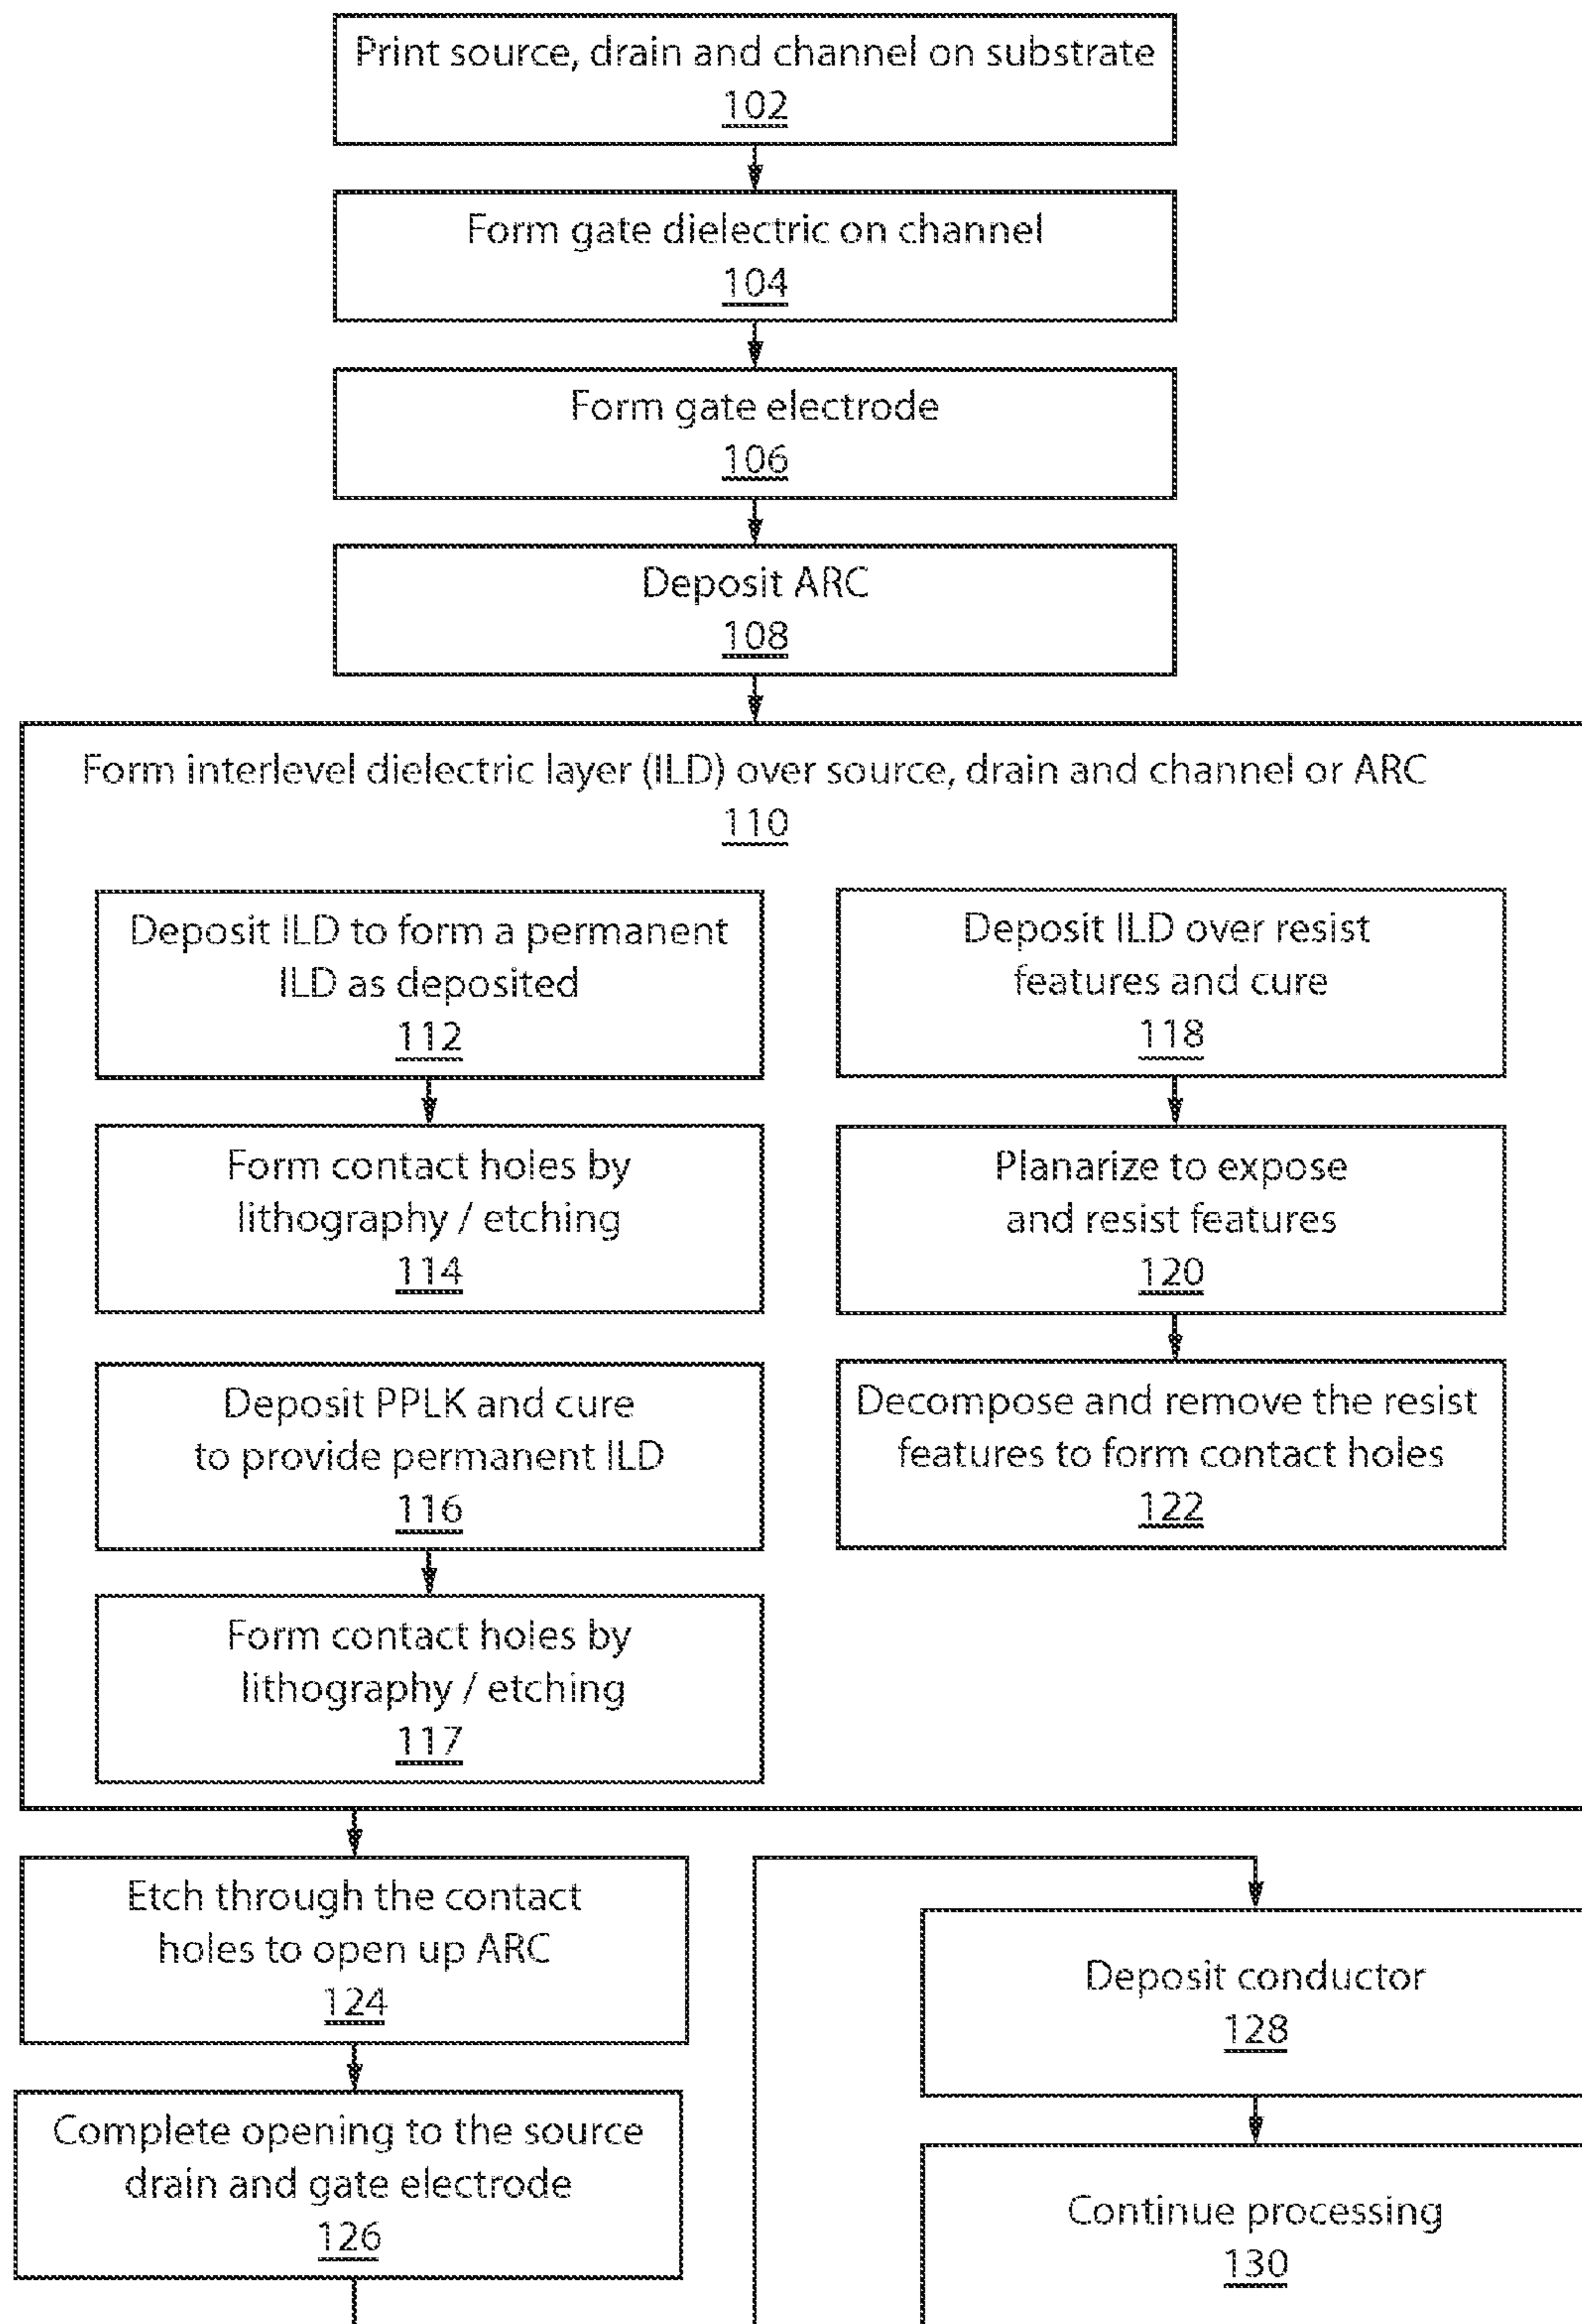 Print source, drain and channel on substrate
102
Form gate dielectric on channel
104
Form gate electrode
106
Deposit ARC
108
Form interlevel dielectric layer (ILD) over source, drain and channel or ARC
110
Deposit ILD to form a permanent
ILD as deposited
112
Form contact holes by
lithography / etching
114
Deposit PPLK and cure
to provide permanent ILD
116
Form contact holes by
lithography / etching
117
Deposit ILD over resist
features and cure
118
Planarize to expose
and resist features
120
Decompose and remove the resist
features to form contact holes
122
Etch through the contact
holes to open up ARC
124
Complete opening to the source
drain and gate electrode
126
Deposit conductor
128
Continue processing
130